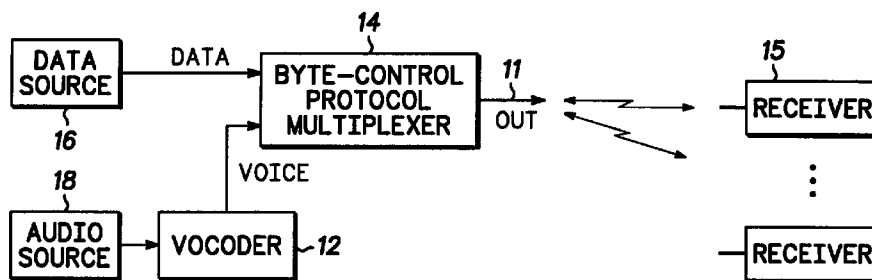 14
DATA
SOURCE
16
DATA
BYTE-CONTROL
PROTOCOL
MULTIPLEXER
11
OUT
15
RECEIVER
VOICE
18
AUDIO
SOURCE
VOCODER
12
RECEIVER